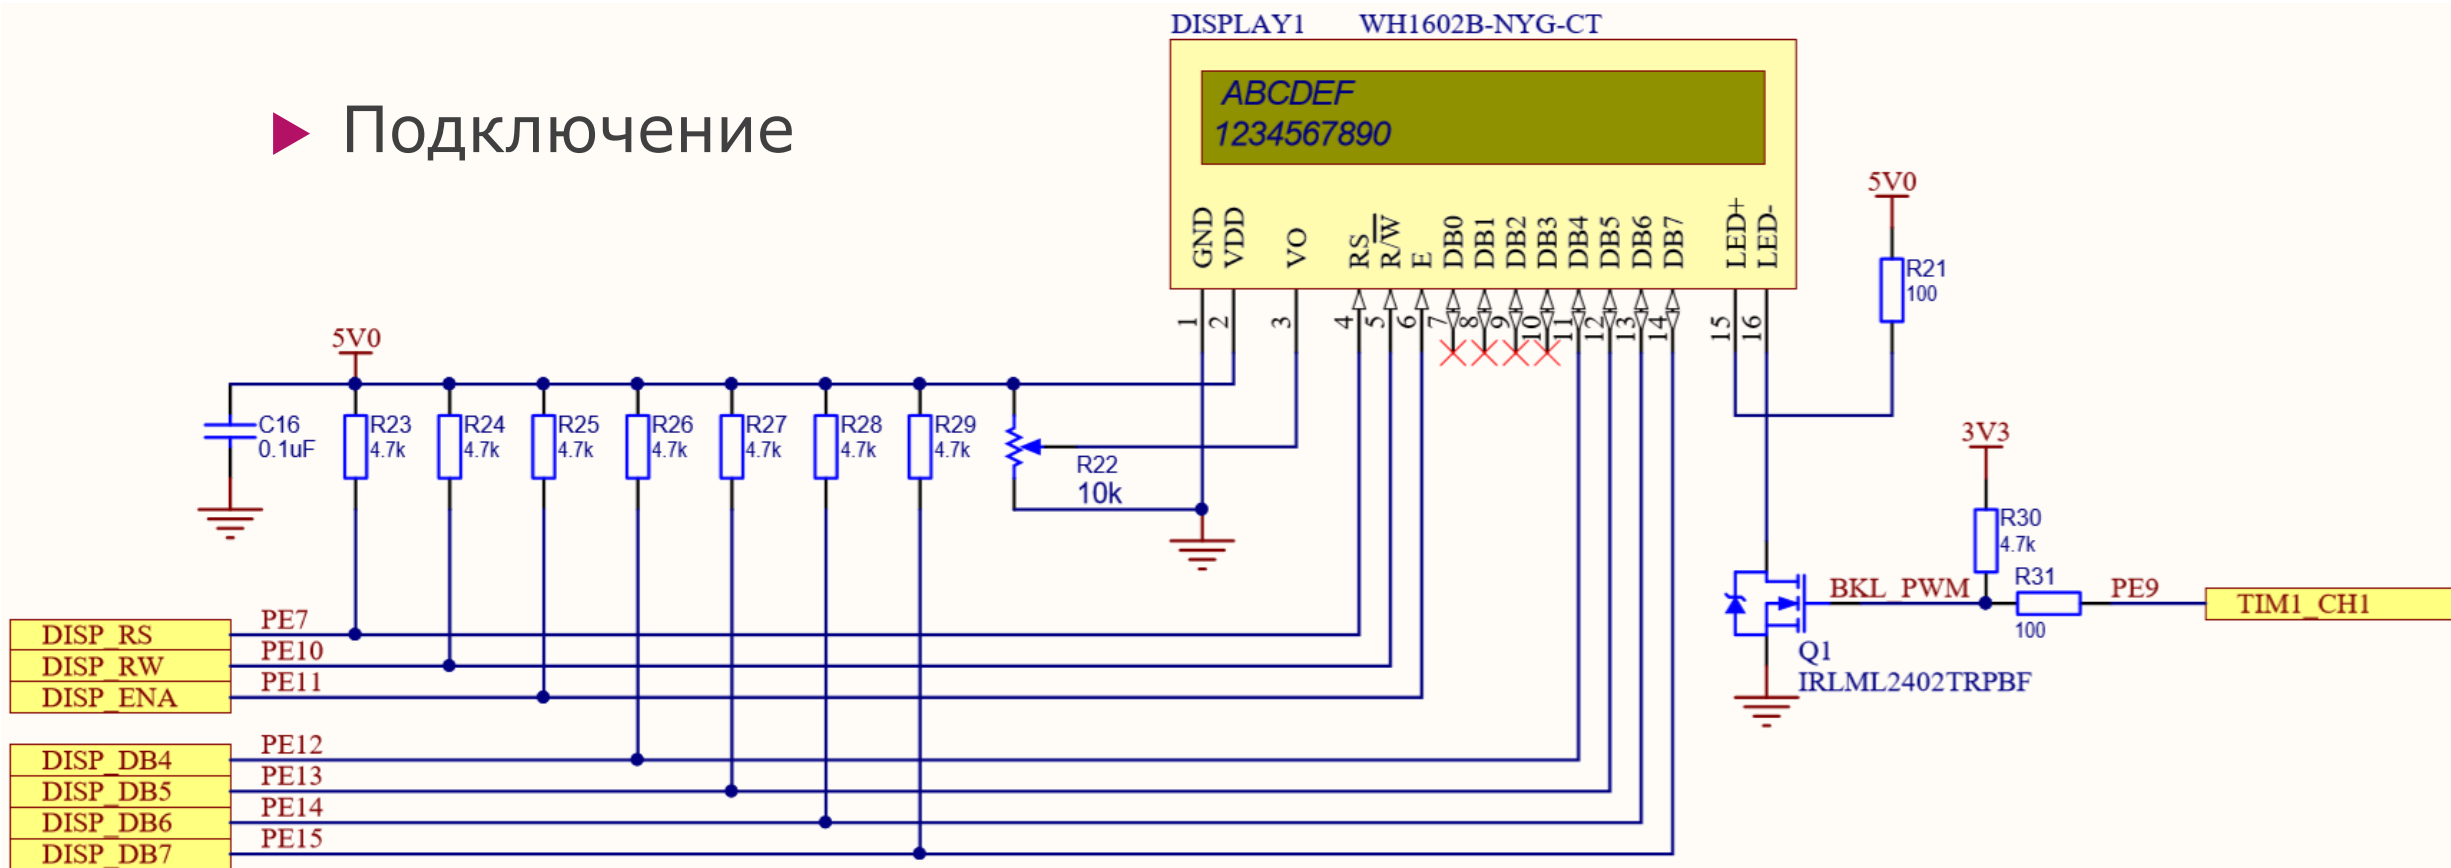 DISPLAY1 WH1602B-NYG-CT
ABCDEF
1234567890
Подключение
GND VDD VO RS R/W E DB0 DB1 DB2 DB3 DB4 DB5 DB6 DB7 LED+ LED-
1 2 3 4 5 6 7 8 9 10 11 12 13 14 15 16
5V0
R21
100
5V0
C16
0.1uF
R23
4.7k
R24
4.7k
R25
4.7k
R26
4.7k
R27
4.7k
R28
4.7k
R29
4.7k
R22
10k
3V3
R30
4.7k
R31
100
BKL_PWM
PE9
TIM1_CH1
Q1
IRLML2402TRPBF
DISP_RS PE7
DISP_RW PE10
DISP_ENA PE11
DISP_DB4 PE12
DISP_DB5 PE13
DISP_DB6 PE14
DISP_DB7 PE15